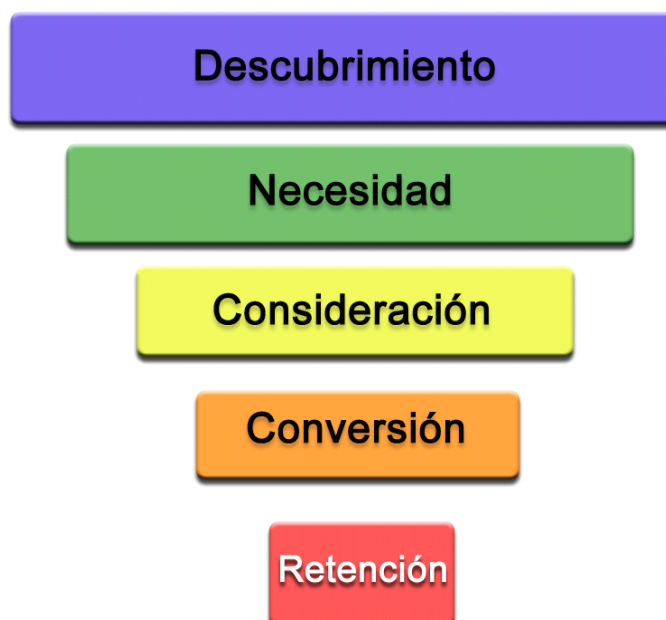 Descubrimiento
Necesidad
Consideración
Conversión
Retención